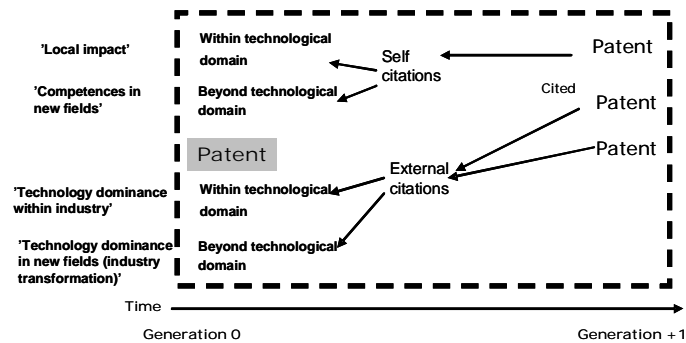 'Local impact'
Within technological
domain
Self
citations
Patent
'Competences in
new fields'
Beyond technological
domain
Cited
Patent
Patent
Patent
External
citations
'Technology dominance
within industry'
Within technological
domain
'Technology dominance
in new fields (industry
transformation)'
Beyond technological
domain
Time
Generation 0
Generation +1